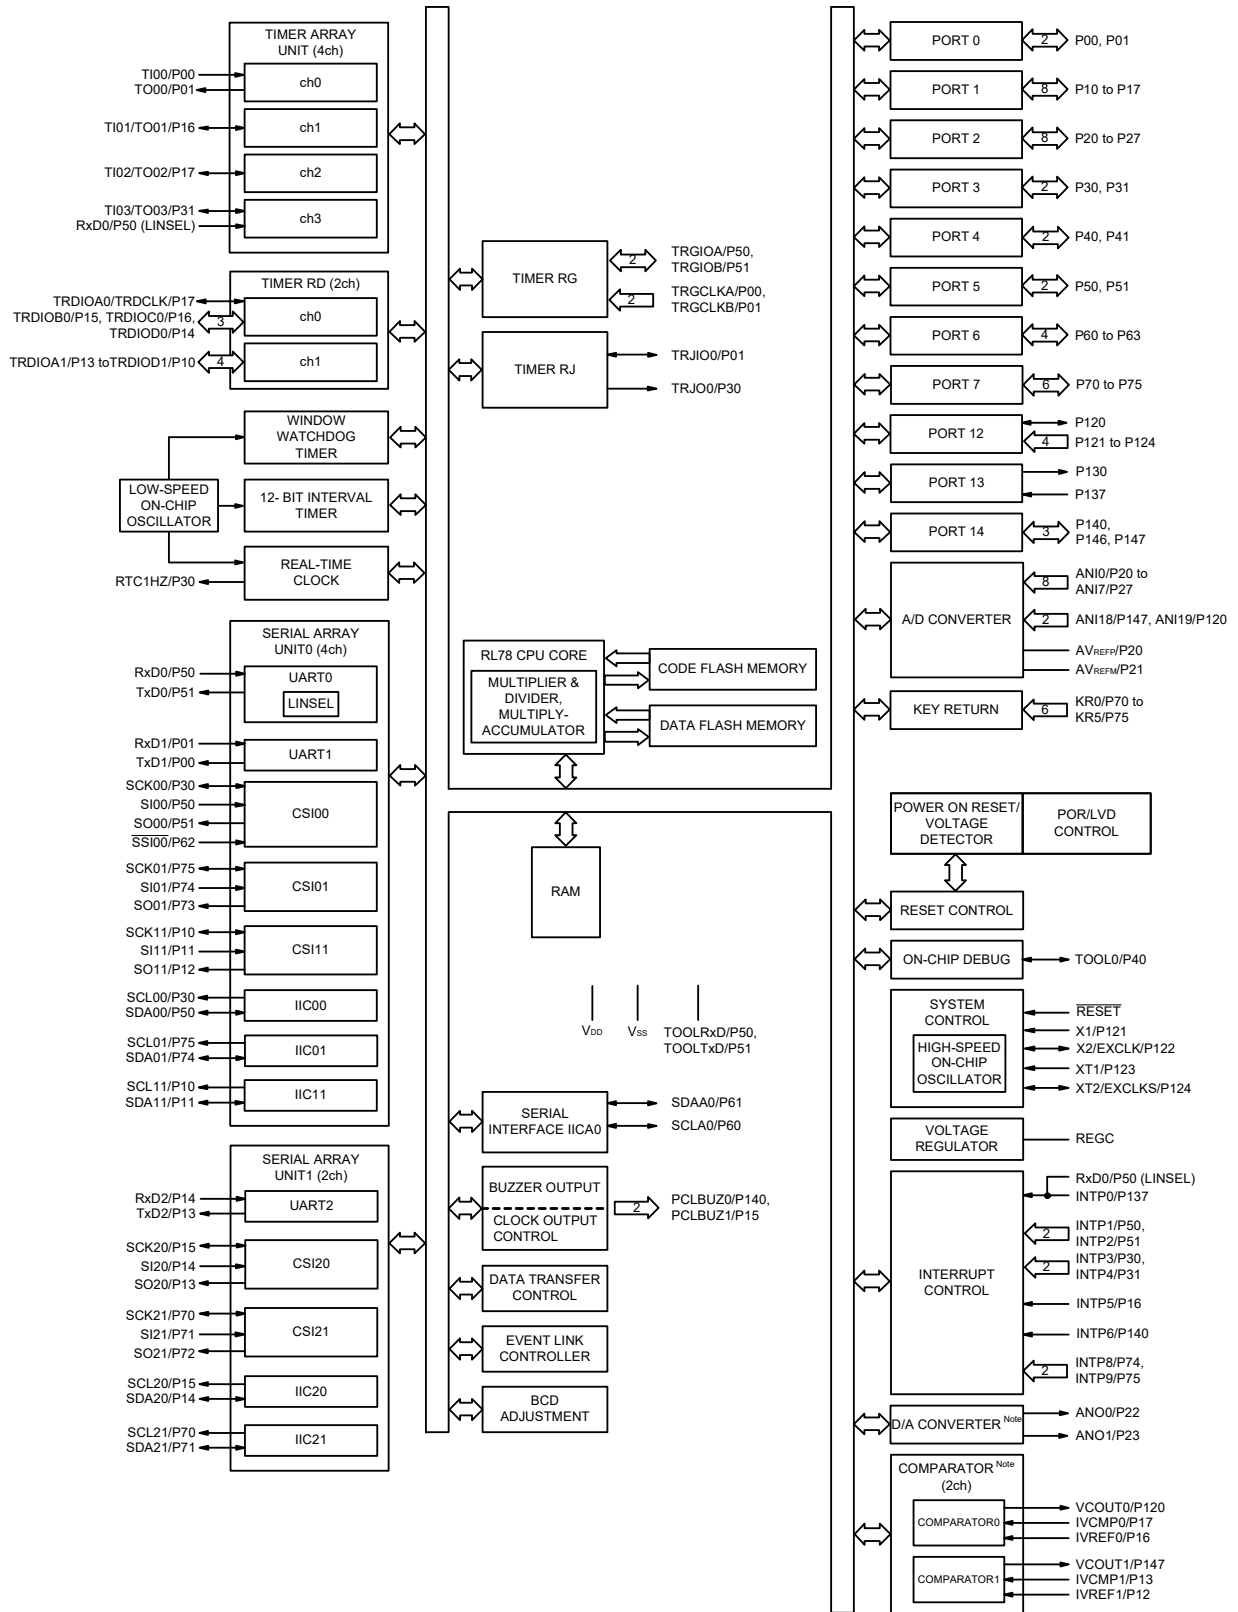 TIMER ARRAY
UNIT (4ch)
TI00/P00
TO00/P01
ch0
TI01/TO01/P16
ch1
TI02/TO02/P17
ch2
TI03/TO03/P31
RxD0/P50 (LINSEL)
ch3
TIMER RD (2ch)
TRDIOA0/TRDCLK/P17
TRDIOB0/P15, TRDIOC0/P16,
TRDIOD0/P14
3
ch0
TRDIOA1/P13 toTRDIOD1/P10
4
ch1
WINDOW
WATCHDOG
TIMER
LOW-SPEED
ON-CHIP
OSCILLATOR
12- BIT INTERVAL
TIMER
RTC1HZ/P30
REAL-TIME
CLOCK
SERIAL ARRAY
UNIT0 (4ch)
RxD0/P50
TxD0/P51
UART0
LINSEL
RxD1/P01
TxD1/P00
UART1
SCK00/P30
SI00/P50
SO00/P51
SSI00/P62
CSI00
SCK01/P75
SI01/P74
SO01/P73
CSI01
SCK11/P10
SI11/P11
SO11/P12
CSI11
SCL00/P30
SDA00/P50
IIC00
SCL01/P75
SDA01/P74
IIC01
SCL11/P10
SDA11/P11
IIC11
SERIAL ARRAY
UNIT1 (2ch)
RxD2/P14
TxD2/P13
UART2
SCK20/P15
SI20/P14
SO20/P13
CSI20
SCK21/P70
SI21/P71
SO21/P72
CSI21
SCL20/P15
SDA20/P14
IIC20
SCL21/P70
SDA21/P71
IIC21
TIMER RG
2
TRGIOA/P50,
TRGIOB/P51
2
TRGCLKA/P00,
TRGCLKB/P01
TIMER RJ
TRJIO0/P01
TRJO0/P30
RL78 CPU CORE
MULTIPLIER &
DIVIDER,
MULTIPLY-
ACCUMULATOR
CODE FLASH MEMORY
DATA FLASH MEMORY
RAM
VDD
VSS
TOOLRxD/P50,
TOOLTxD/P51
SERIAL
INTERFACE IICA0
SDAA0/P61
SCLA0/P60
BUZZER OUTPUT
CLOCK OUTPUT
CONTROL
2
PCLBUZ0/P140,
PCLBUZ1/P15
DATA TRANSFER
CONTROL
EVENT LINK
CONTROLLER
BCD
ADJUSTMENT
PORT 0
2
P00, P01
PORT 1
8
P10 to P17
PORT 2
8
P20 to P27
PORT 3
2
P30, P31
PORT 4
2
P40, P41
PORT 5
2
P50, P51
PORT 6
4
P60 to P63
PORT 7
6
P70 to P75
PORT 12
P120
4
P121 to P124
PORT 13
P130
P137
PORT 14
3
P140,
P146, P147
A/D CONVERTER
8
ANI0/P20 to
ANI7/P27
2
ANI18/P147, ANI19/P120
AVREFP/P20
AVREFM/P21
KEY RETURN
6
KR0/P70 to
KR5/P75
POWER ON RESET/
VOLTAGE
DETECTOR
POR/LVD
CONTROL
RESET CONTROL
ON-CHIP DEBUG
TOOL0/P40
SYSTEM
CONTROL
HIGH-SPEED
ON-CHIP
OSCILLATOR
RESET
X1/P121
X2/EXCLK/P122
XT1/P123
XT2/EXCLKS/P124
VOLTAGE
REGULATOR
REGC
INTERRUPT
CONTROL
RxD0/P50 (LINSEL)
INTP0/P137
2
INTP1/P50,
INTP2/P51
2
INTP3/P30,
INTP4/P31
INTP5/P16
INTP6/P140
2
INTP8/P74,
INTP9/P75
D/A CONVERTER Note
ANO0/P22
ANO1/P23
COMPARATOR Note
(2ch)
COMPARATOR0
VCOUT0/P120
IVCMP0/P17
IVREF0/P16
COMPARATOR1
VCOUT1/P147
IVCMP1/P13
IVREF1/P12